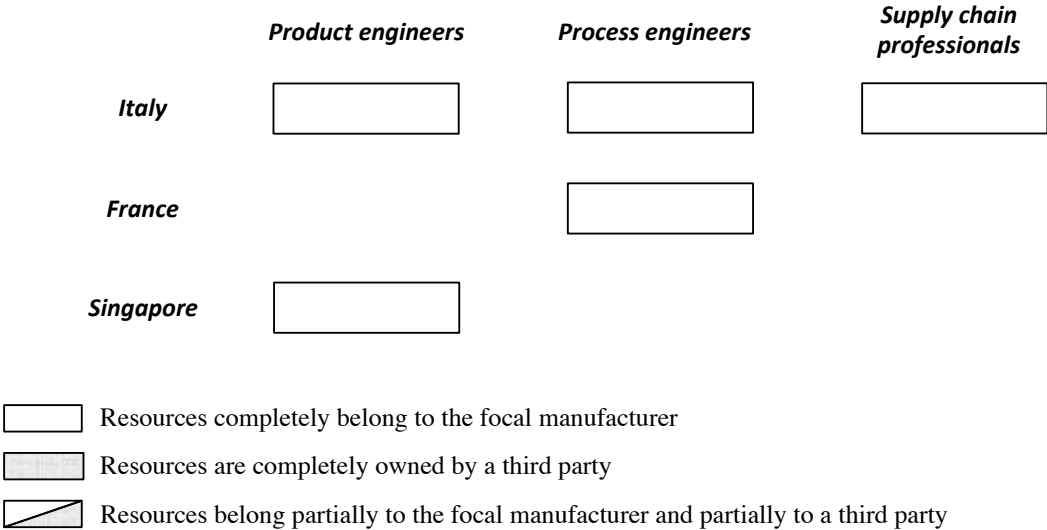 Product engineers
Process engineers
Supply chain
professionals
Italy
France
Singapore
Resources completely belong to the focal manufacturer
Resources are completely owned by a third party
Resources belong partially to the focal manufacturer and partially to a third party